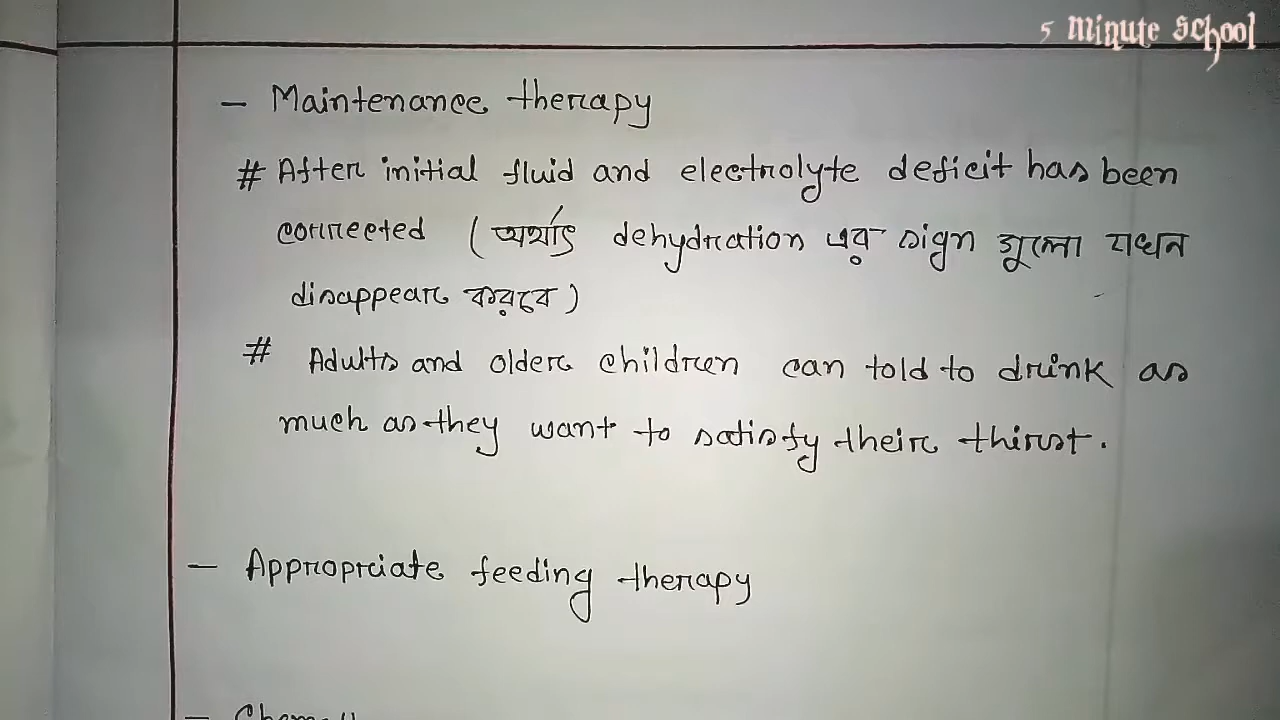 5 Minute School
- Maintenance therapy
# After initial fluid and electrolyte deficit has been
corrected (অর্থাৎ dehydration এর sign গুলো যখন
disappear করবে)
# Adults and older children can told to drink as
much as they want to satisfy their thirst.
- Appropriate feeding therapy